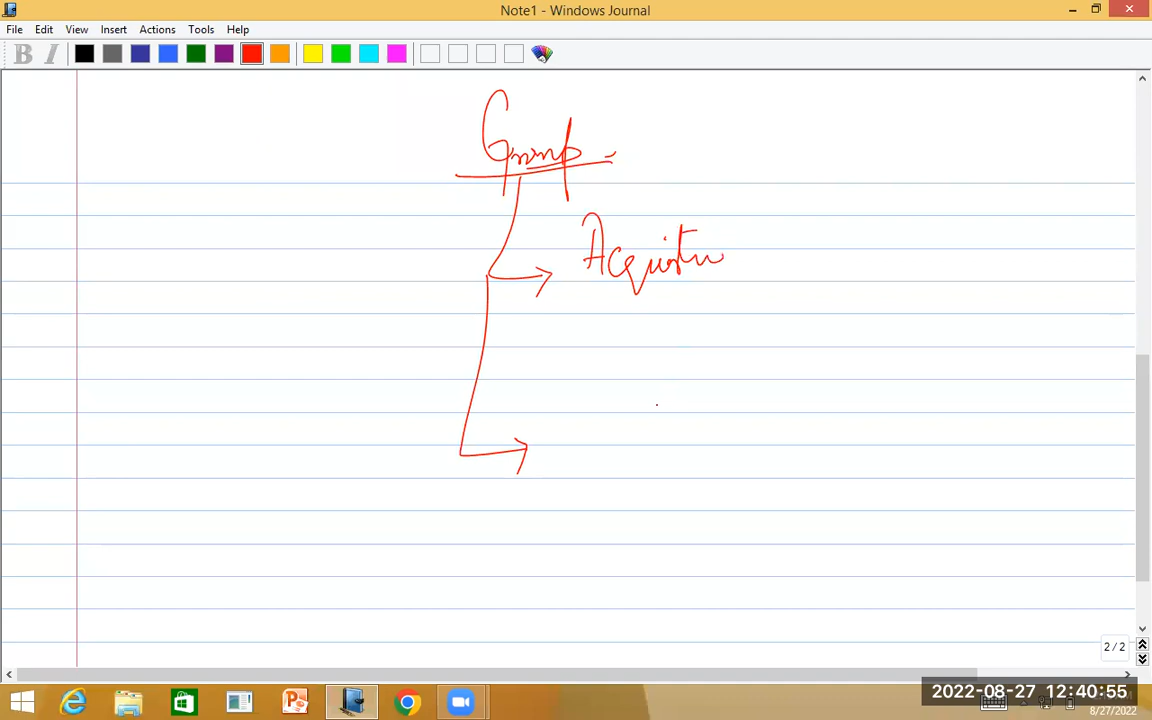 Note1 - Windows Journal
File Edit View Insert Actions Tools Help
B I
Group
2 / 2
2022-08-27 12:40:55
8/27/2022